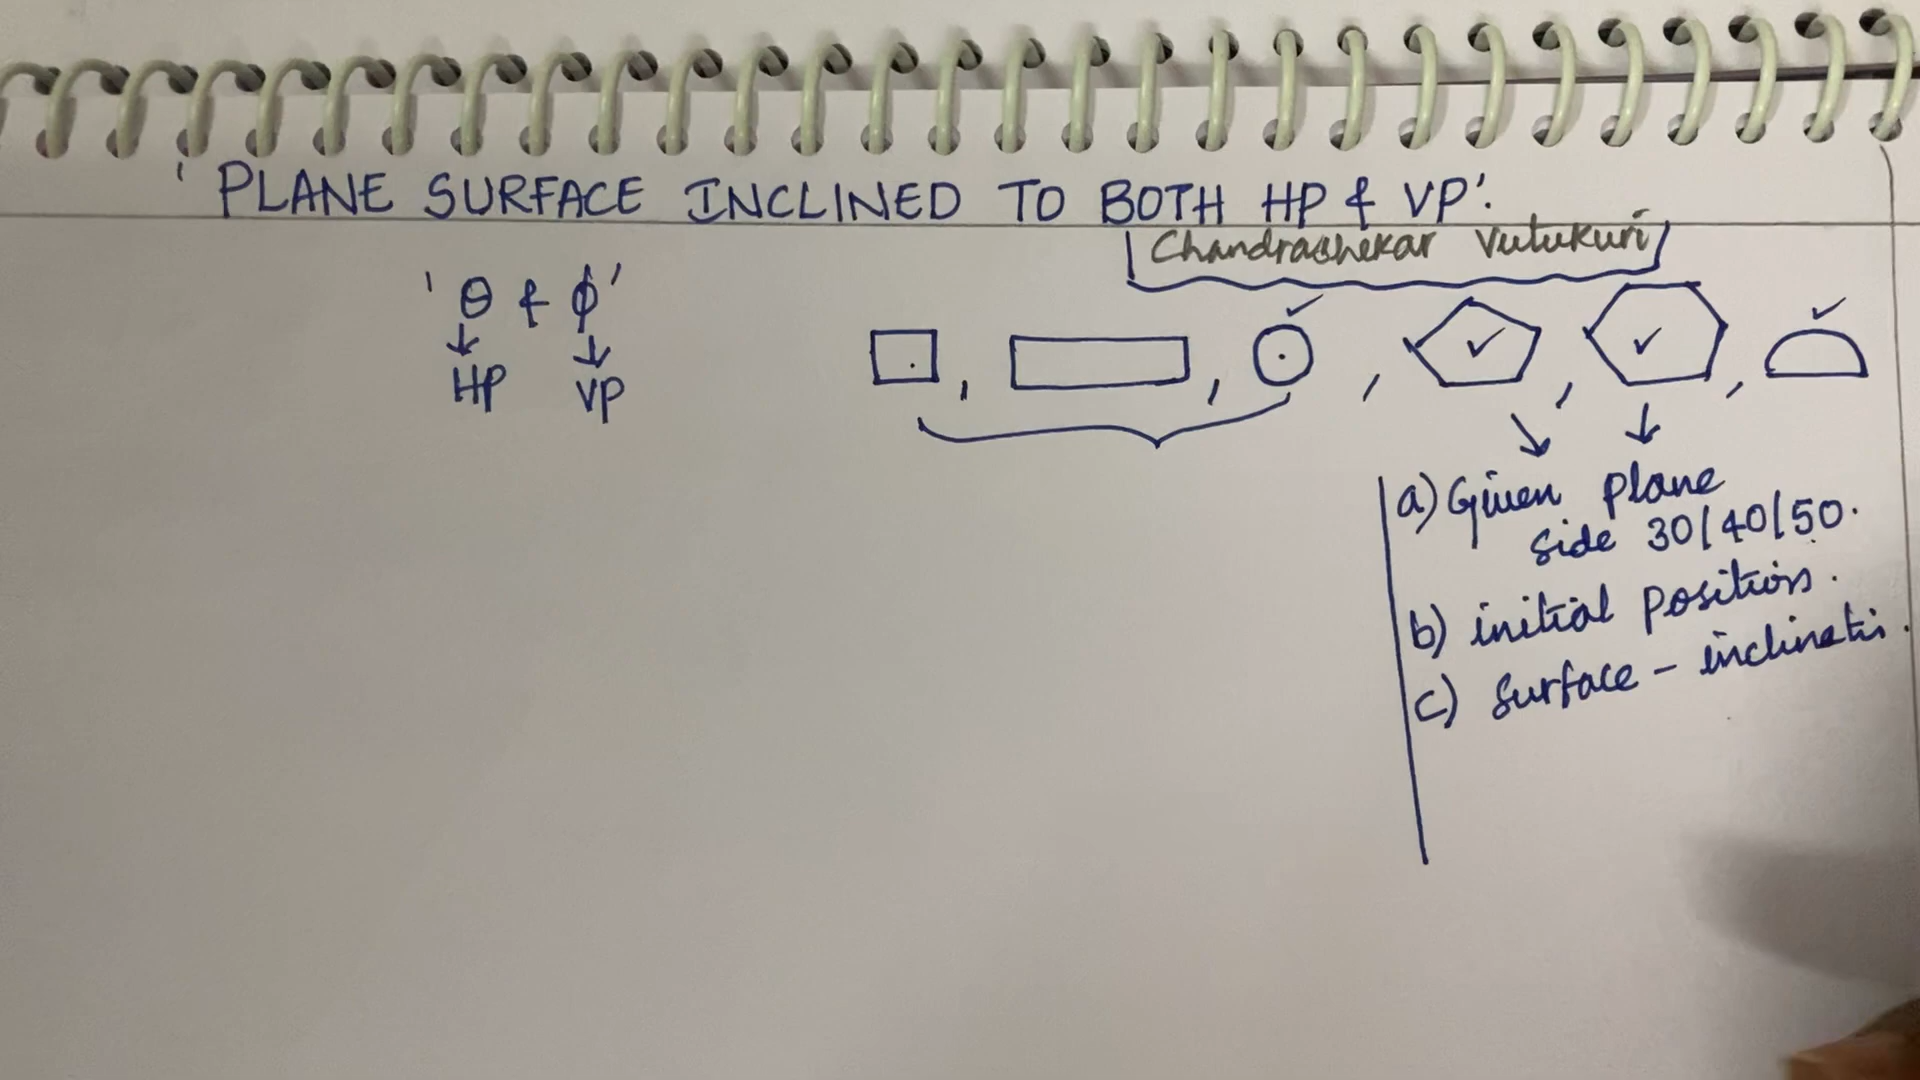 ' PLANE SURFACE INCLINED TO BOTH HP & VP'.
Chandrashekar Vutukuri
' θ & ϕ '
HP VP
a) Given plane
side 30/40/50.
b) initial position.
c) surface - inclinatin.